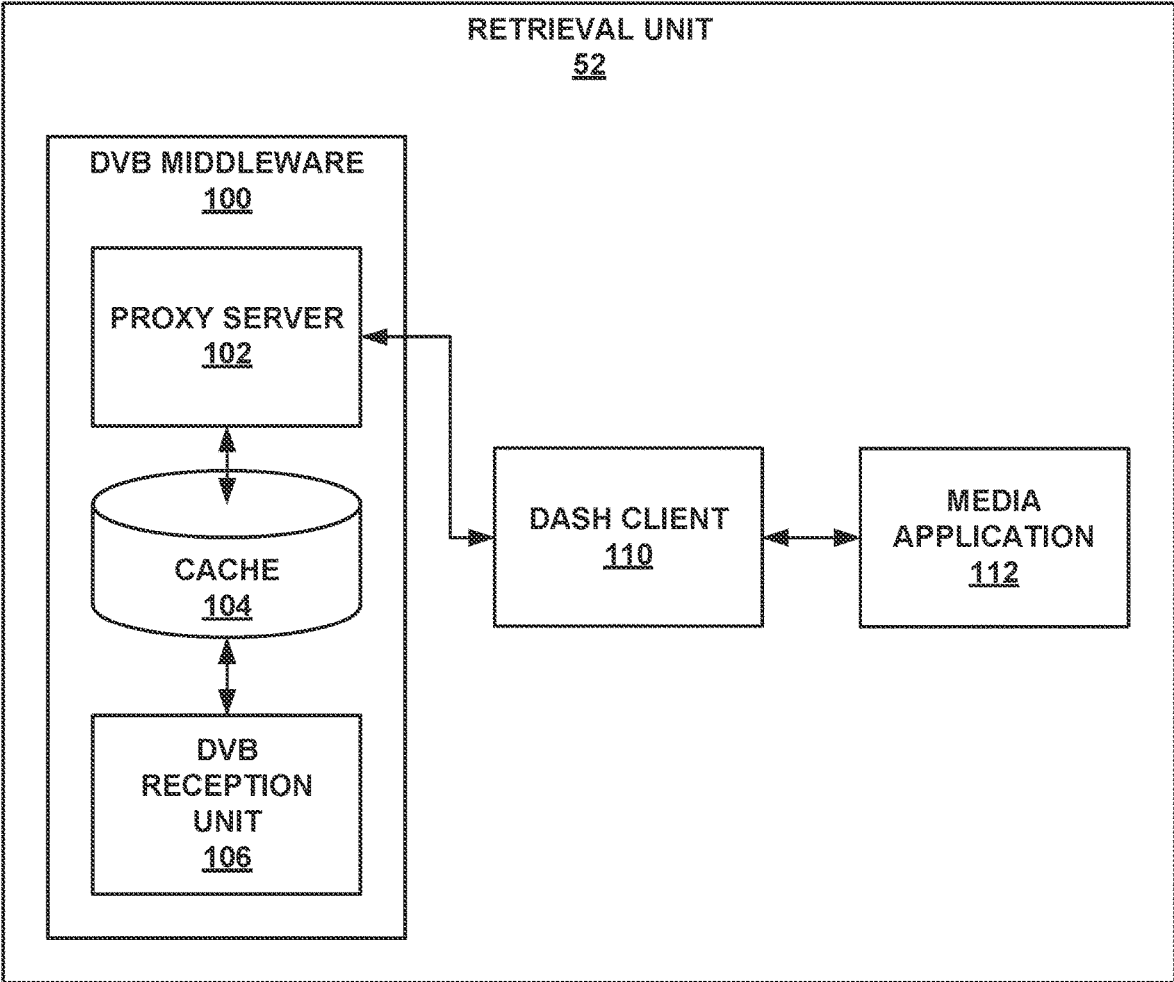 RETRIEVAL UNIT
52
DVB MIDDLEWARE
100
PROXY SERVER
102
CACHE
104
DVB
RECEPTION
UNIT
106
DASH CLIENT
110
MEDIA
APPLICATION
112